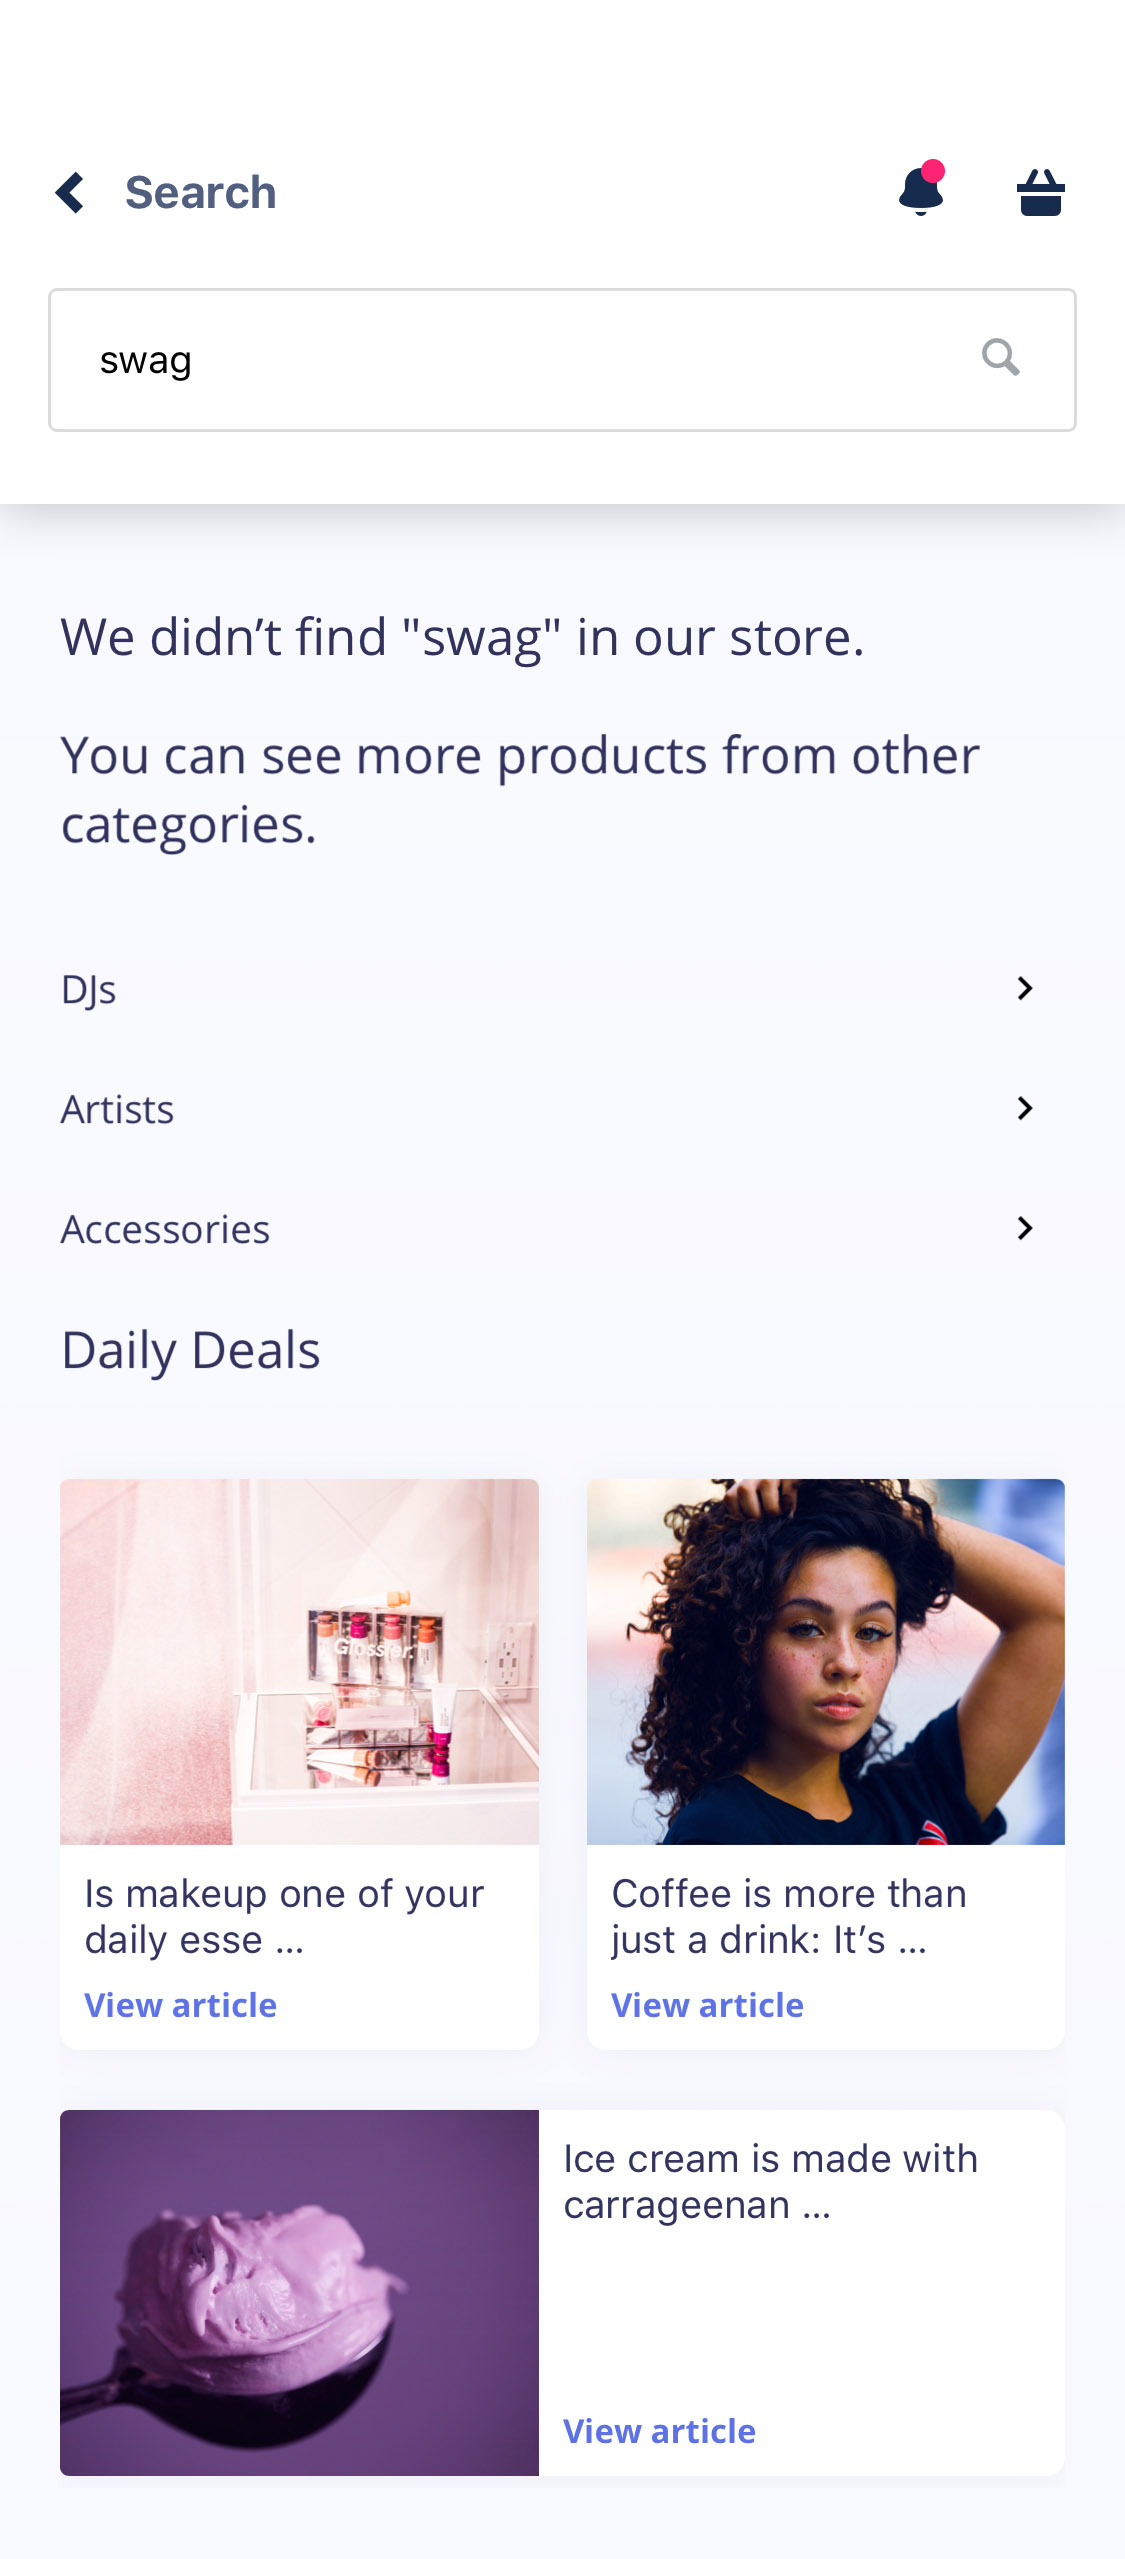 Search
swag
We didn’t find "swag" in our store.
You can see more products from other
categories.
DJs
Artists
Accessories
Daily Deals
Glossier.
Is makeup one of your
daily esse ...
View article
Coffee is more than
just a drink: It’s ...
View article
Ice cream is made with
carrageenan ...
View article